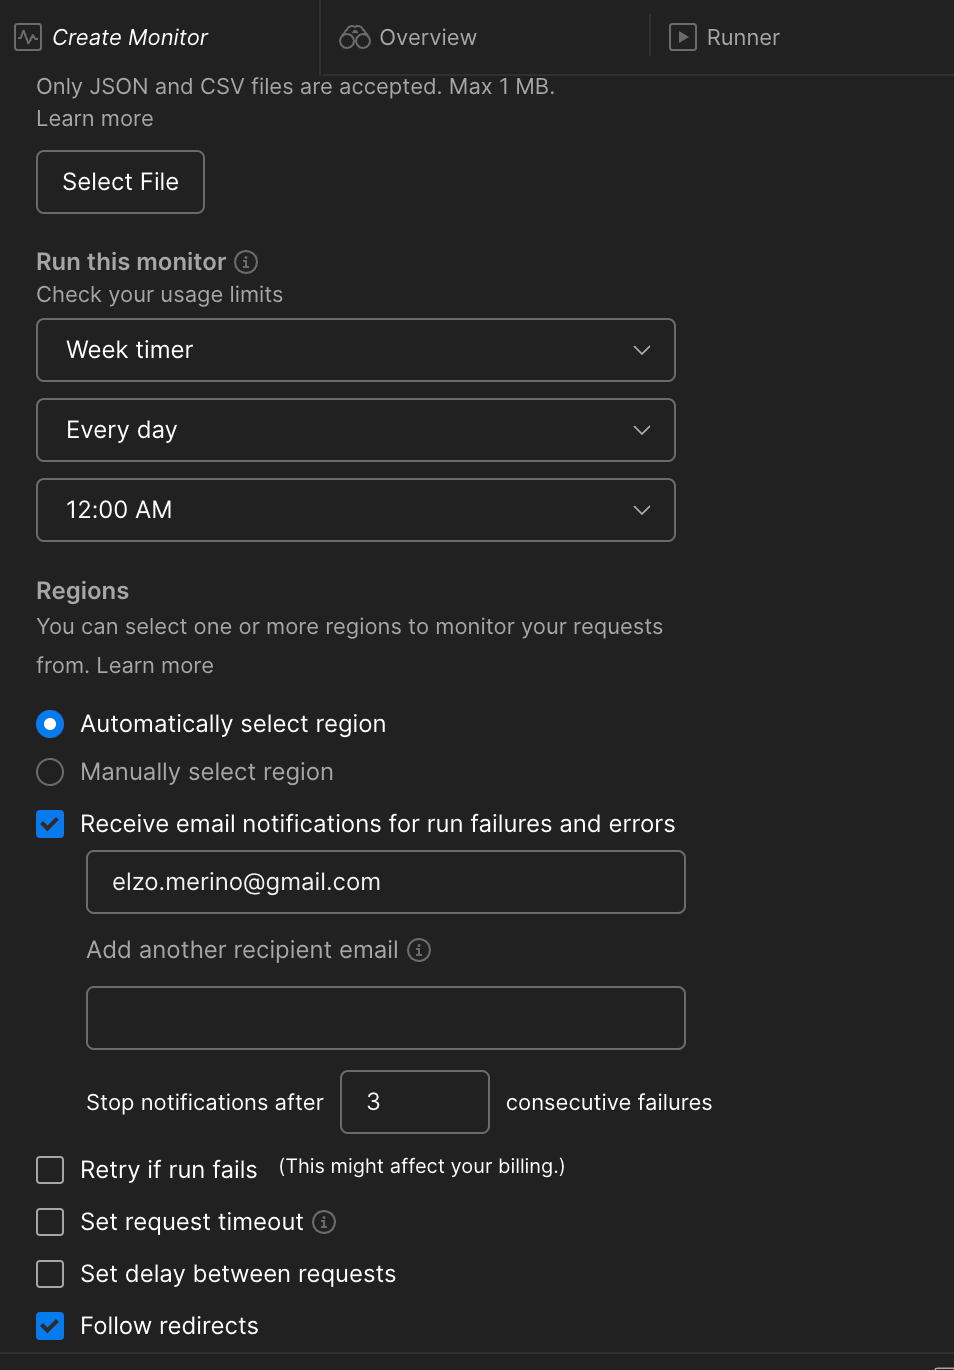 Create Monitor
Overview
Runner
Only JSON and CSV files are accepted. Max 1 MB.
Learn more
Select File
Run this monitor
Check your usage limits
Week timer
Every day
12:00 AM
Regions
You can select one or more regions to monitor your requests
from. Learn more
Automatically select region
Manually select region
Receive email notifications for run failures and errors
elzo.merino@gmail.com
Add another recipient email
Stop notifications after 3 consecutive failures
Retry if run fails (This might affect your billing.)
Set request timeout
Set delay between requests
Follow redirects